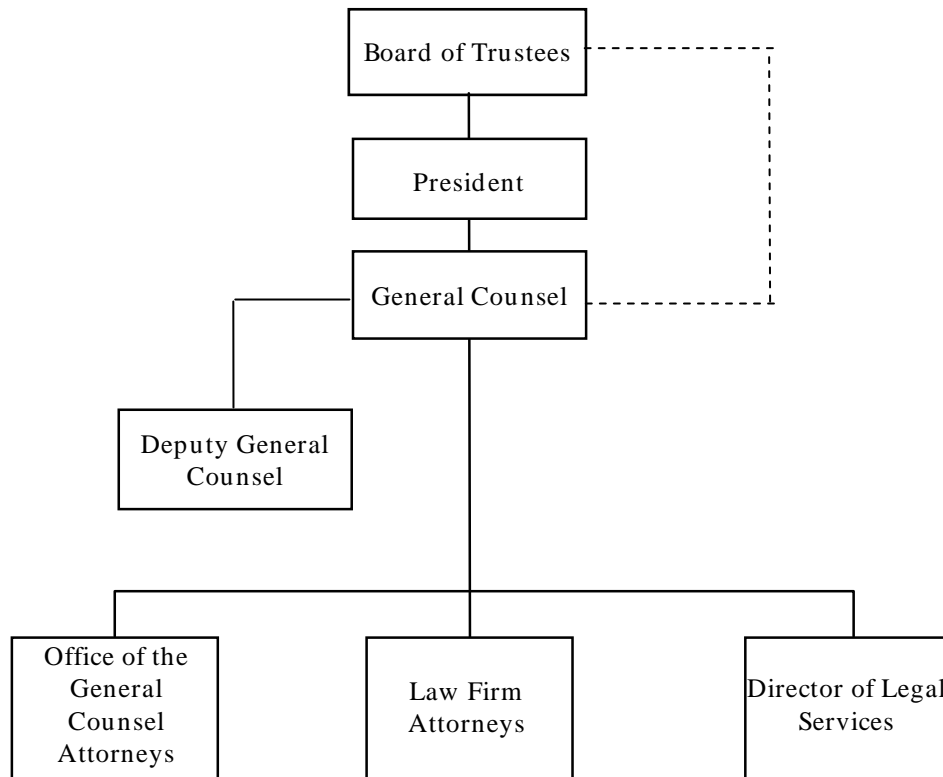 Board of Trustees
President
General Counsel
Deputy General
Counsel
Office of the
General
Counsel
Attorneys
Law Firm
Attorneys
Director of Legal
Services